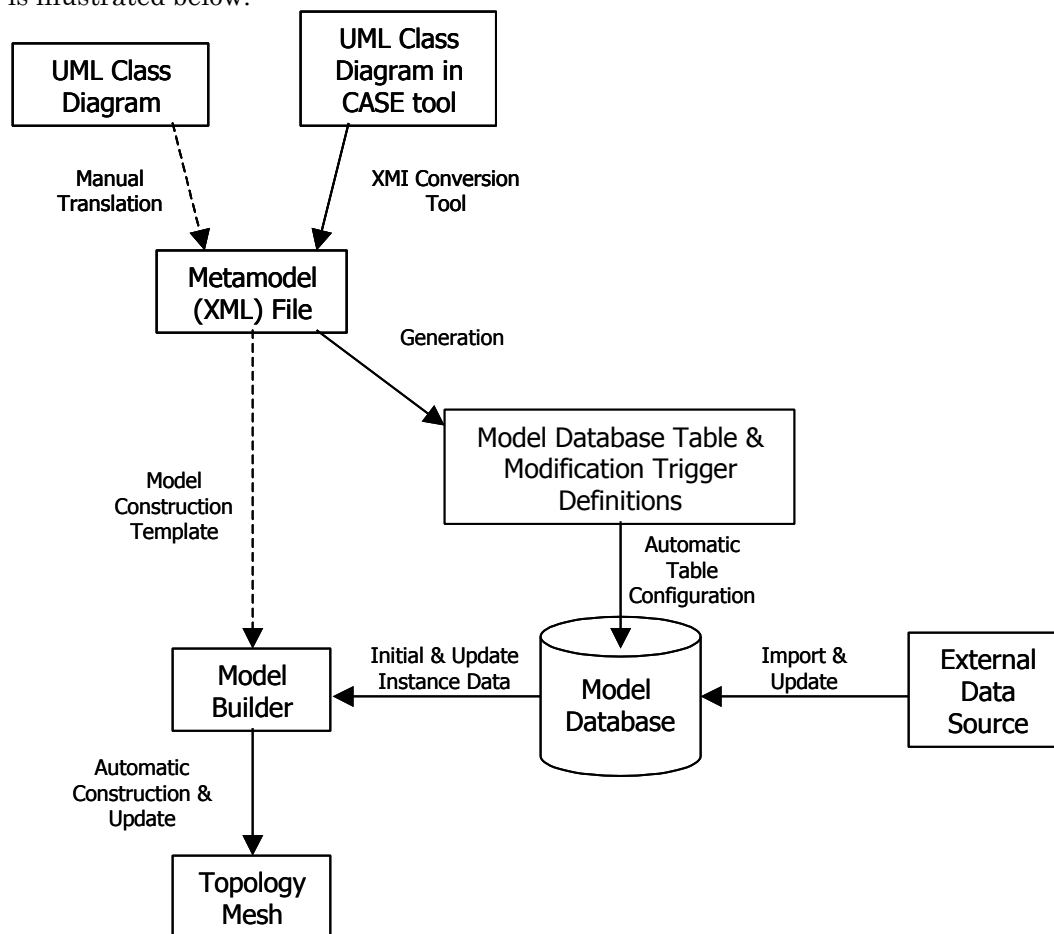 is illustrated below:
UML Class
Diagram
UML Class
Diagram in
CASE tool
Manual
Translation
XMI Conversion
Tool
Metamodel
(XML) File
Generation
Model Database Table &
Modification Trigger
Definitions
Model
Construction
Template
Automatic
Table
Configuration
Model
Builder
Initial & Update
Instance Data
Model
Database
Import &
Update
External
Data
Source
Automatic
Construction &
Update
Topology
Mesh